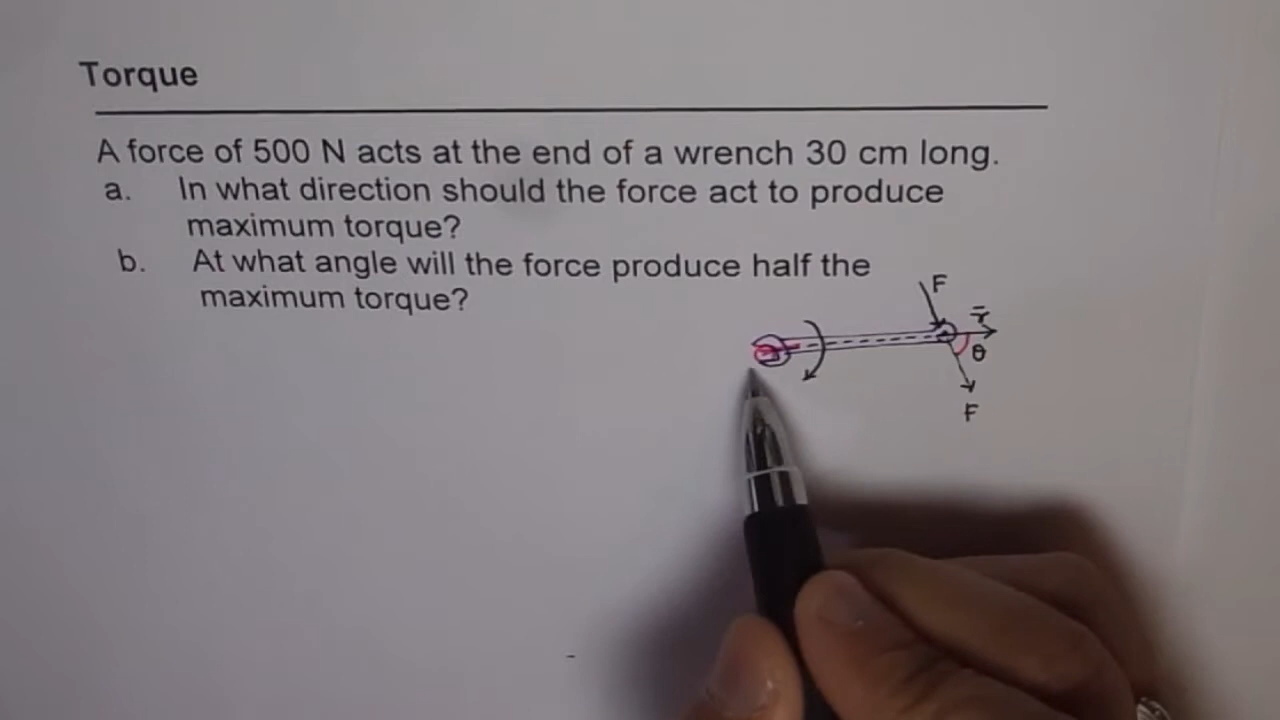 Torque
A force of 500 N acts at the end of a wrench 30 cm long.
a. In what direction should the force act to produce
maximum torque?
b. At what angle will the force produce half the
maximum torque?
F
r̄
θ
F